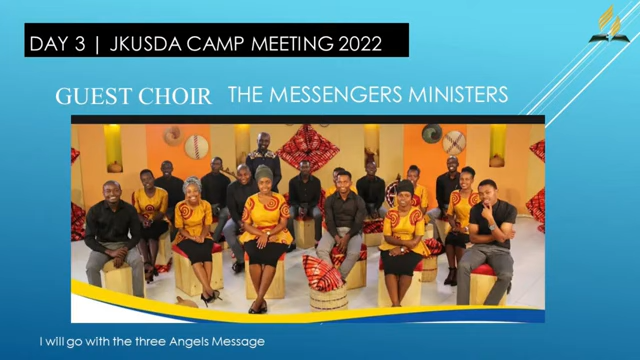 DAY 3 | JKUSDA CAMP MEETING 2022
GUEST CHOIR THE MESSENGERS MINISTERS
I will go with the three Angels Message